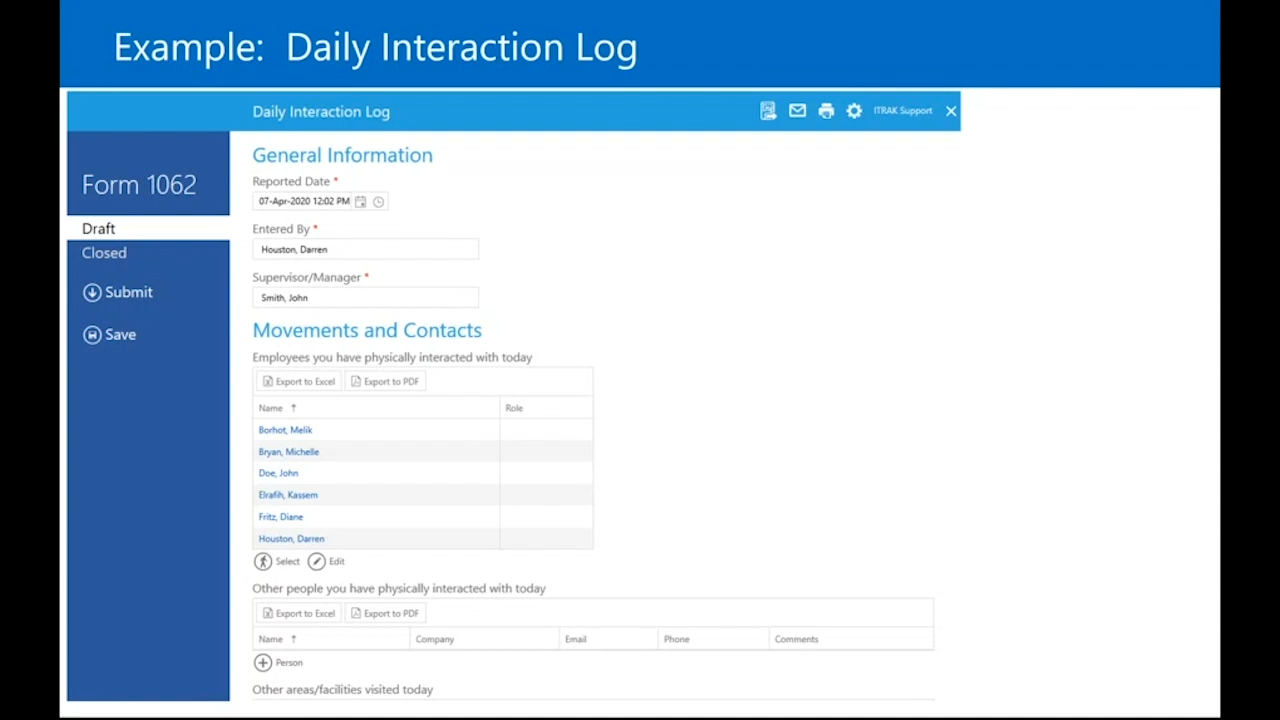 Example: Daily Interaction Log
Daily Interaction Log
ITRAK Support
Form 1062
Draft
Closed
Submit
Save
General Information
Reported Date *
07-Apr-2020 12:02 PM
Entered By *
Houston, Darren
Supervisor/Manager *
Smith, John
Movements and Contacts
Employees you have physically interacted with today
Export to Excel Export to PDF
Name ↑ Role
Borhot, Melik
Bryan, Michelle
Doe, John
Elrafih, Kassem
Fritz, Diane
Houston, Darren
Select Edit
Other people you have physically interacted with today
Export to Excel Export to PDF
Name ↑ Company Email Phone Comments
Person
Other areas/facilities visited today